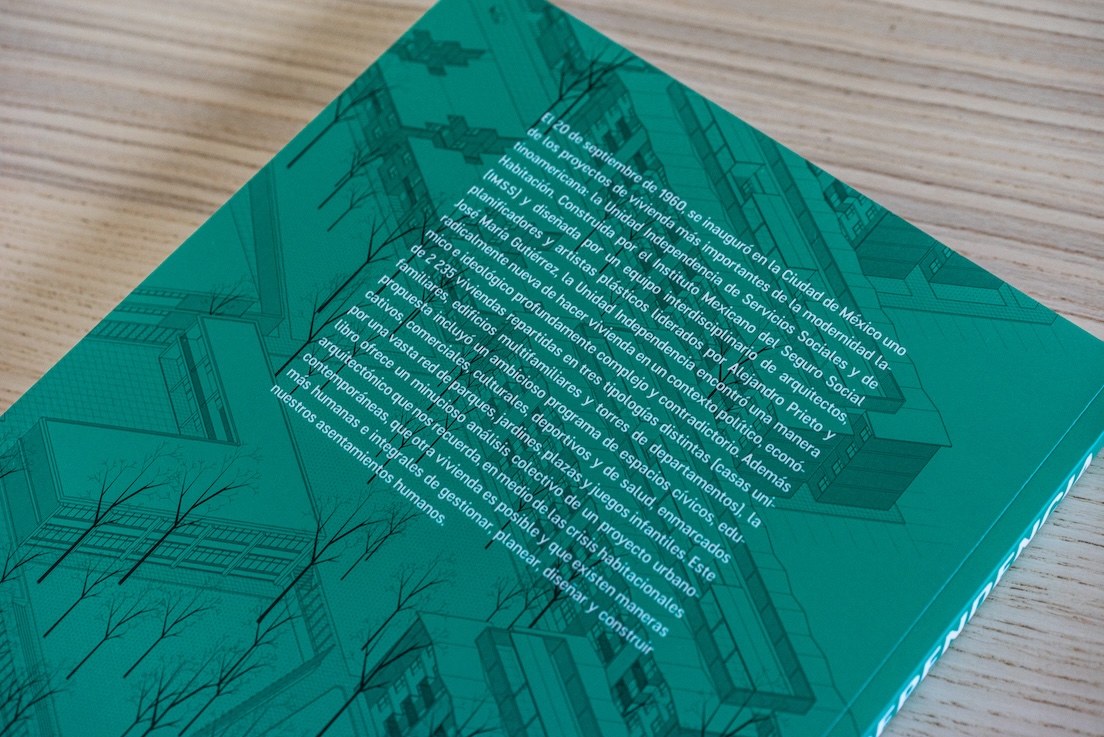 El 20 de septiembre de 1960 se inauguró en la Ciudad de México uno
de los proyectos de vivienda más importantes de la modernidad la-
tinoamericana: la Unidad Independencia de Servicios Sociales y de
Habitación. Construida por el Instituto Mexicano del Seguro Social
(IMSS) y diseñada por un equipo interdisciplinario de arquitectos,
planificadores y artistas plásticos liderados por Alejandro Prieto y
José María Gutiérrez, la Unidad Independencia encontró una manera
radicalmente nueva de hacer vivienda en un contexto político, econó-
mico e ideológico profundamente complejo y contradictorio. Además
de 2 235 viviendas repartidas en tres tipologías distintas (casas uni-
familiares, edificios multifamiliares y torres de departamentos), la
propuesta incluyó un ambicioso programa de espacios cívicos, edu-
cativos, comerciales, culturales, deportivos y de salud, enmarcados
por una vasta red de parques, jardines, plazas y juegos infantiles. Este
libro ofrece un minucioso análisis colectivo de un proyecto urbano-
arquitectónico que nos recuerda, en medio de las crisis habitacionales
contemporáneas, que otra vivienda es posible y que existen maneras
más humanas e integrales de gestionar, planear, diseñar y construir
nuestros asentamientos humanos.